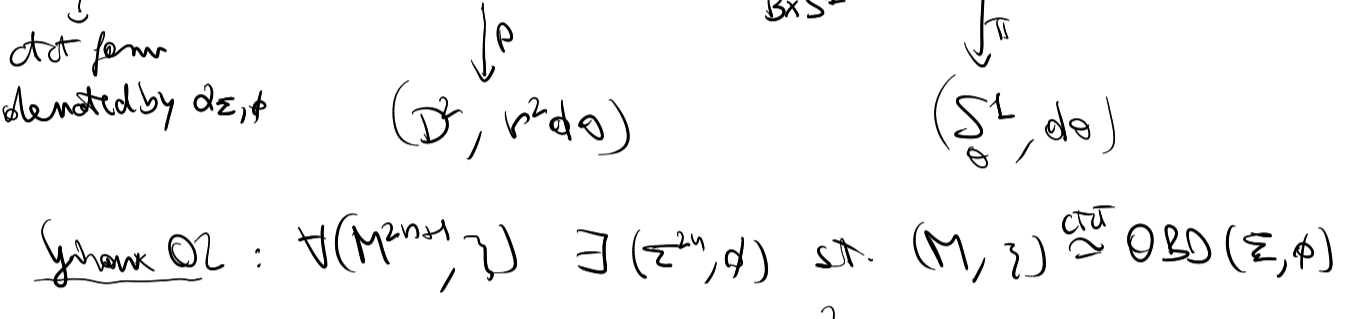 B×S
ctct form ↓ρ ↓π
denoted by α_{Σ,φ} (D², r²dθ) (S¹_θ, dθ)
Giroux 02 : ∀(M^{2n+1}, ξ) ∃ (Σ^{2n}, φ) st. (M, ξ) ≃^{ctct} OBD(Σ, φ)